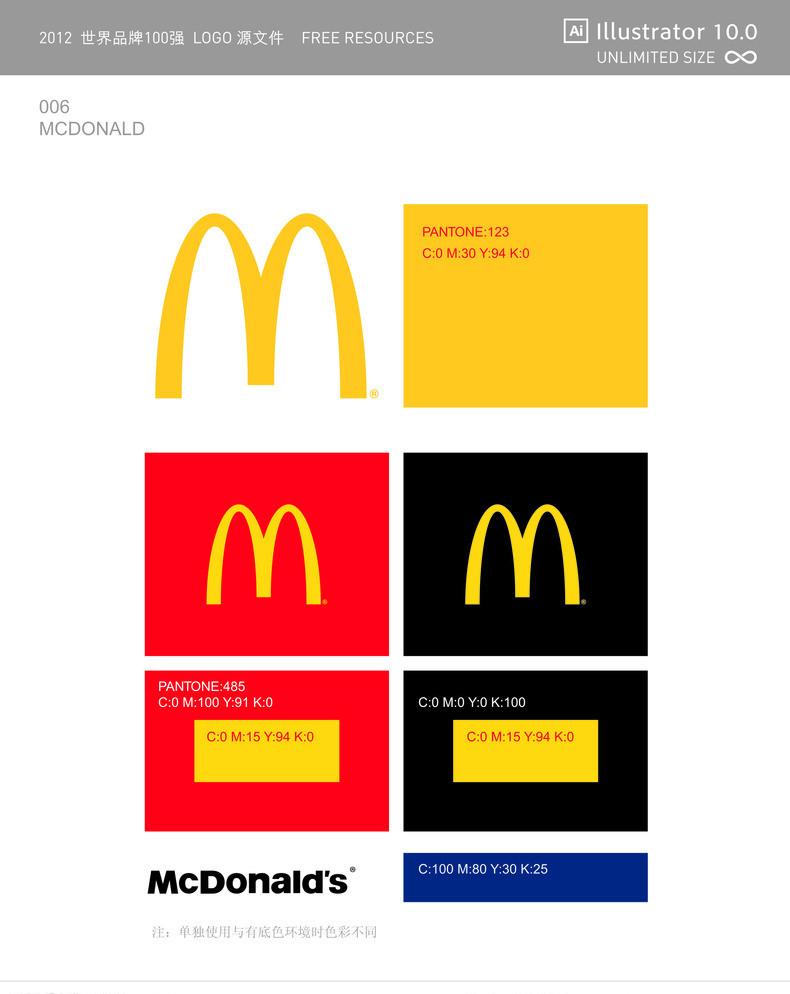 2012 世界品牌100强 LOGO 源文件 FREE RESOURCES
Ai Illustrator 10.0
UNLIMITED SIZE
006
MCDONALD
®
PANTONE:123
C:0 M:30 Y:94 K:0
®
®
PANTONE:485
C:0 M:100 Y:91 K:0
C:0 M:15 Y:94 K:0
C:0 M:0 Y:0 K:100
C:0 M:15 Y:94 K:0
McDonald's®
C:100 M:80 Y:30 K:25
注：单独使用与有底色环境时色彩不同